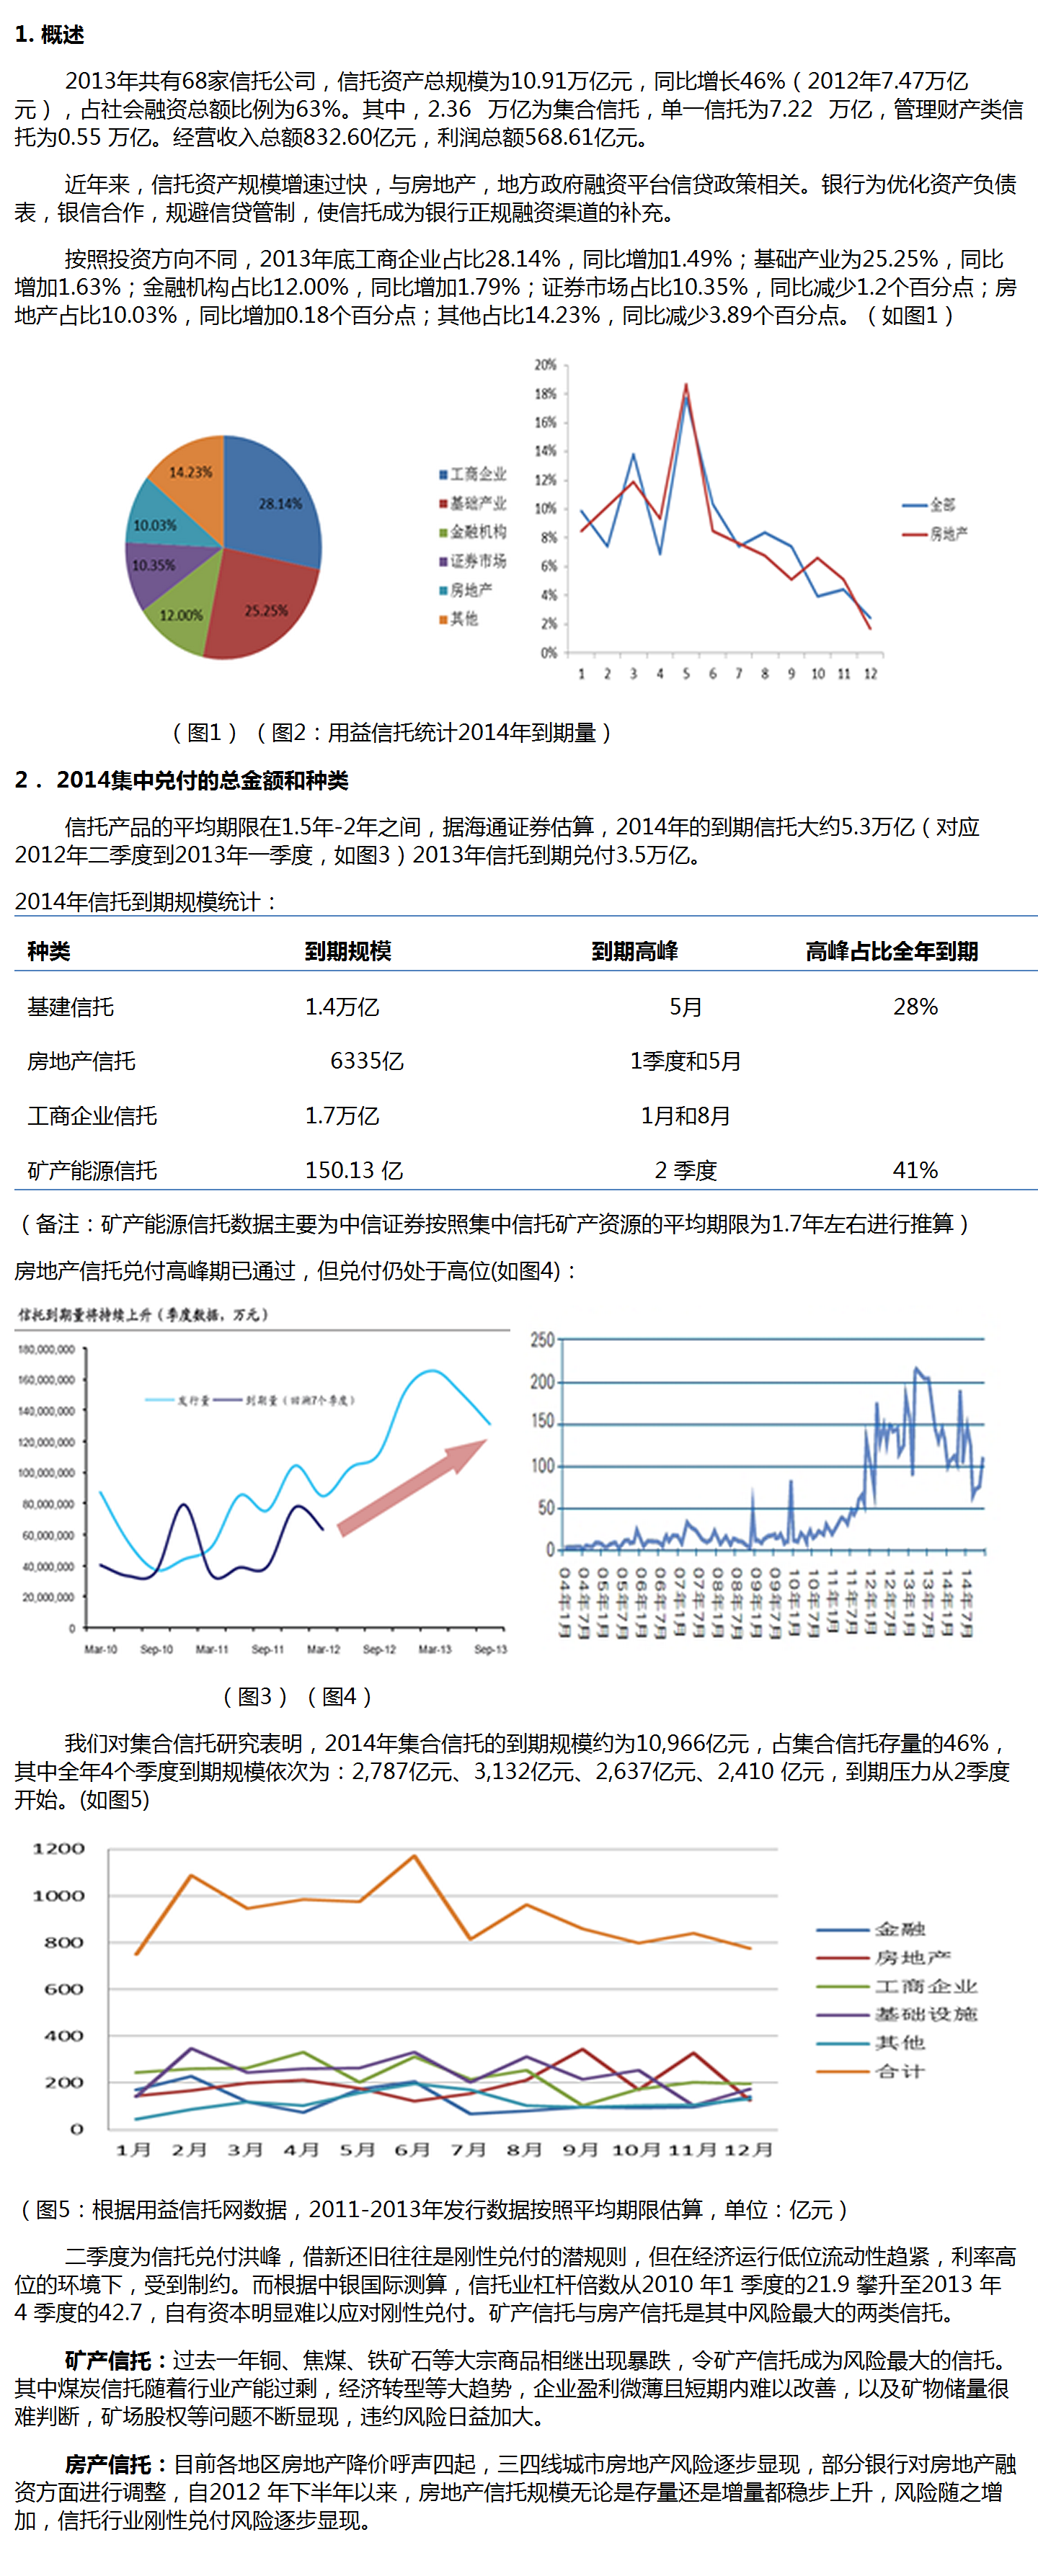 1. 概述
2013年共有68家信托公司，信托资产总规模为10.91万亿元，同比增长46%（2012年7.47万亿
元），占社会融资总额比例为63%。其中，2.36 万亿为集合信托，单一信托为7.22 万亿，管理财产类信
托为0.55 万亿。经营收入总额832.60亿元，利润总额568.61亿元。
近年来，信托资产规模增速过快，与房地产，地方政府融资平台信贷政策相关。银行为优化资产负债
表，银信合作，规避信贷管制，使信托成为银行正规融资渠道的补充。
按照投资方向不同，2013年底工商企业占比28.14%，同比增加1.49%；基础产业为25.25%，同比
增加1.63%；金融机构占比12.00%，同比增加1.79%；证券市场占比10.35%，同比减少1.2个百分点；房
地产占比10.03%，同比增加0.18个百分点；其他占比14.23%，同比减少3.89个百分点。（如图1）
14.23%
28.14%
10.03%
10.35%
12.00%
25.25%
工商企业
基础产业
金融机构
证券市场
房地产
其他
20%
18%
16%
14%
12%
10%
8%
6%
4%
2%
0%
1 2 3 4 5 6 7 8 9 10 11 12
全部
房地产
（图1）（图2：用益信托统计2014年到期量）
2． 2014集中兑付的总金额和种类
信托产品的平均期限在1.5年-2年之间，据海通证券估算，2014年的到期信托大约5.3万亿（对应
2012年二季度到2013年一季度，如图3）2013年信托到期兑付3.5万亿。
2014年信托到期规模统计：
种类 到期规模 到期高峰 高峰占比全年到期
基建信托 1.4万亿 5月 28%
房地产信托 6335亿 1季度和5月
工商企业信托 1.7万亿 1月和8月
矿产能源信托 150.13 亿 2 季度 41%
（备注：矿产能源信托数据主要为中信证券按照集中信托矿产资源的平均期限为1.7年左右进行推算）
房地产信托兑付高峰期已通过，但兑付仍处于高位(如图4)：
信托到期量将持续上升（季度数据，万元）
180,000,000
160,000,000
140,000,000
120,000,000
100,000,000
80,000,000
60,000,000
40,000,000
20,000,000
0
发行量 到期量（回溯7个季度）
Mar-10 Sep-10 Mar-11 Sep-11 Mar-12 Sep-12 Mar-13 Sep-13
250
200
150
100
50
0
04年1月 04年7月 05年1月 05年7月 06年1月 06年7月 07年1月 07年7月 08年1月 08年7月 09年1月 09年7月 10年1月 10年7月 11年1月 11年7月 12年1月 12年7月 13年1月 13年7月 14年1月 14年7月
（图3）（图4）
我们对集合信托研究表明，2014年集合信托的到期规模约为10,966亿元，占集合信托存量的46%，
其中全年4个季度到期规模依次为：2,787亿元、3,132亿元、2,637亿元、2,410 亿元，到期压力从2季度
开始。(如图5)
1200
1000
800
600
400
200
0
1月 2月 3月 4月 5月 6月 7月 8月 9月 10月 11月 12月
金融
房地产
工商企业
基础设施
其他
合计
（图5：根据用益信托网数据，2011-2013年发行数据按照平均期限估算，单位：亿元）
二季度为信托兑付洪峰，借新还旧往往是刚性兑付的潜规则，但在经济运行低位流动性趋紧，利率高
位的环境下，受到制约。而根据中银国际测算，信托业杠杆倍数从2010 年1 季度的21.9 攀升至2013 年
4 季度的42.7，自有资本明显难以应对刚性兑付。矿产信托与房产信托是其中风险最大的两类信托。
矿产信托：过去一年铜、焦煤、铁矿石等大宗商品相继出现暴跌，令矿产信托成为风险最大的信托。
其中煤炭信托随着行业产能过剩，经济转型等大趋势，企业盈利微薄且短期内难以改善，以及矿物储量很
难判断，矿场股权等问题不断显现，违约风险日益加大。
房产信托：目前各地区房地产降价呼声四起，三四线城市房地产风险逐步显现，部分银行对房地产融
资方面进行调整，自2012 年下半年以来，房地产信托规模无论是存量还是增量都稳步上升，风险随之增
加，信托行业刚性兑付风险逐步显现。